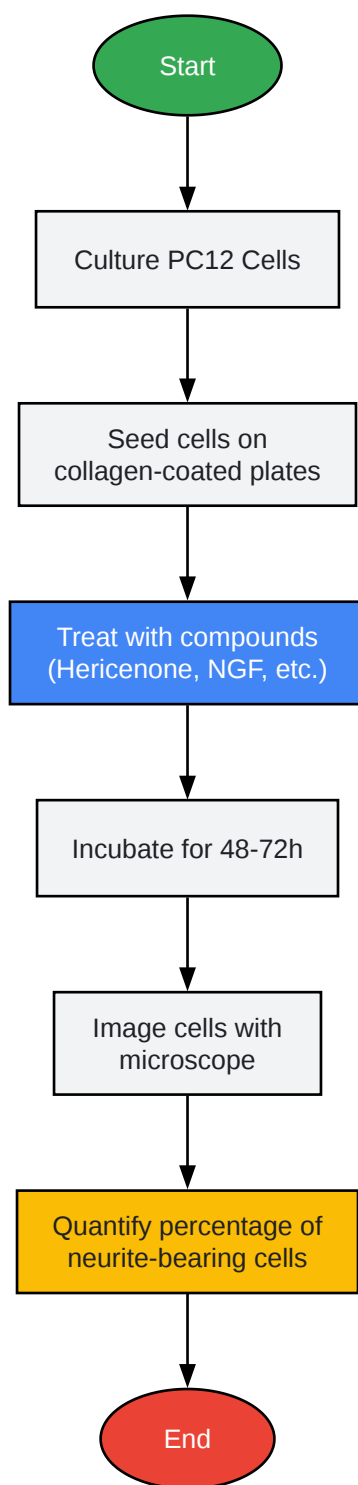 Start
Culture PC12 Cells
Seed cells on
collagen-coated plates
Treat with compounds
(Hericenone, NGF, etc.)
Incubate for 48-72h
Image cells with
microscope
Quantify percentage of
neurite-bearing cells
End